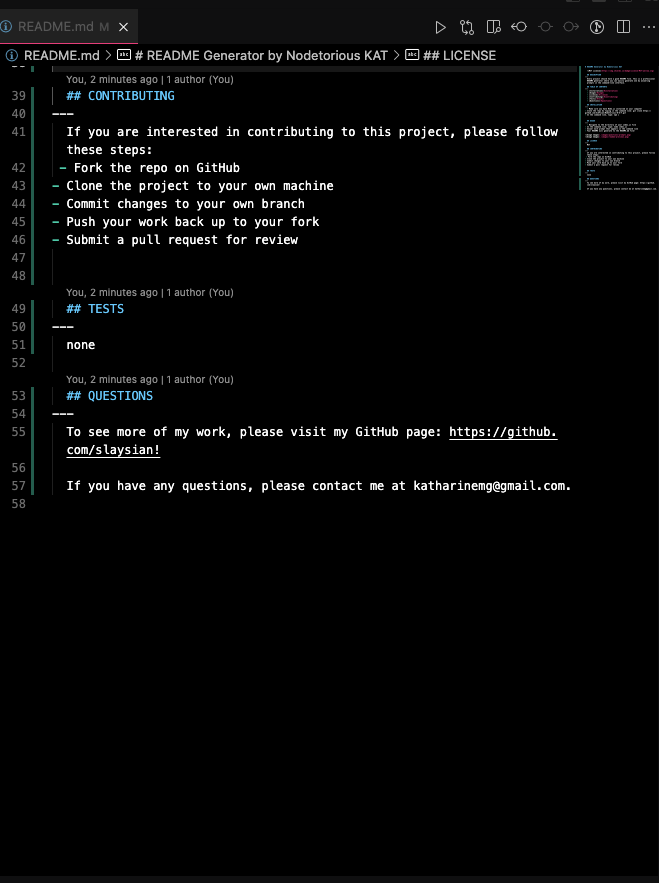 README.md M
README.md > # README Generator by Nodetorious KAT > ## LICENSE
You, 2 minutes ago | 1 author (You)
39 ## CONTRIBUTING
40 ---
41 If you are interested in contributing to this project, please follow
these steps:
42 - Fork the repo on GitHub
43 - Clone the project to your own machine
44 - Commit changes to your own branch
45 - Push your work back up to your fork
46 - Submit a pull request for review
47
48
You, 2 minutes ago | 1 author (You)
49 ## TESTS
50 ---
51 none
52
You, 2 minutes ago | 1 author (You)
53 ## QUESTIONS
54 ---
55 To see more of my work, please visit my GitHub page: https://github.
com/slaysian!
56
57 If you have any questions, please contact me at katharinemg@gmail.com.
58